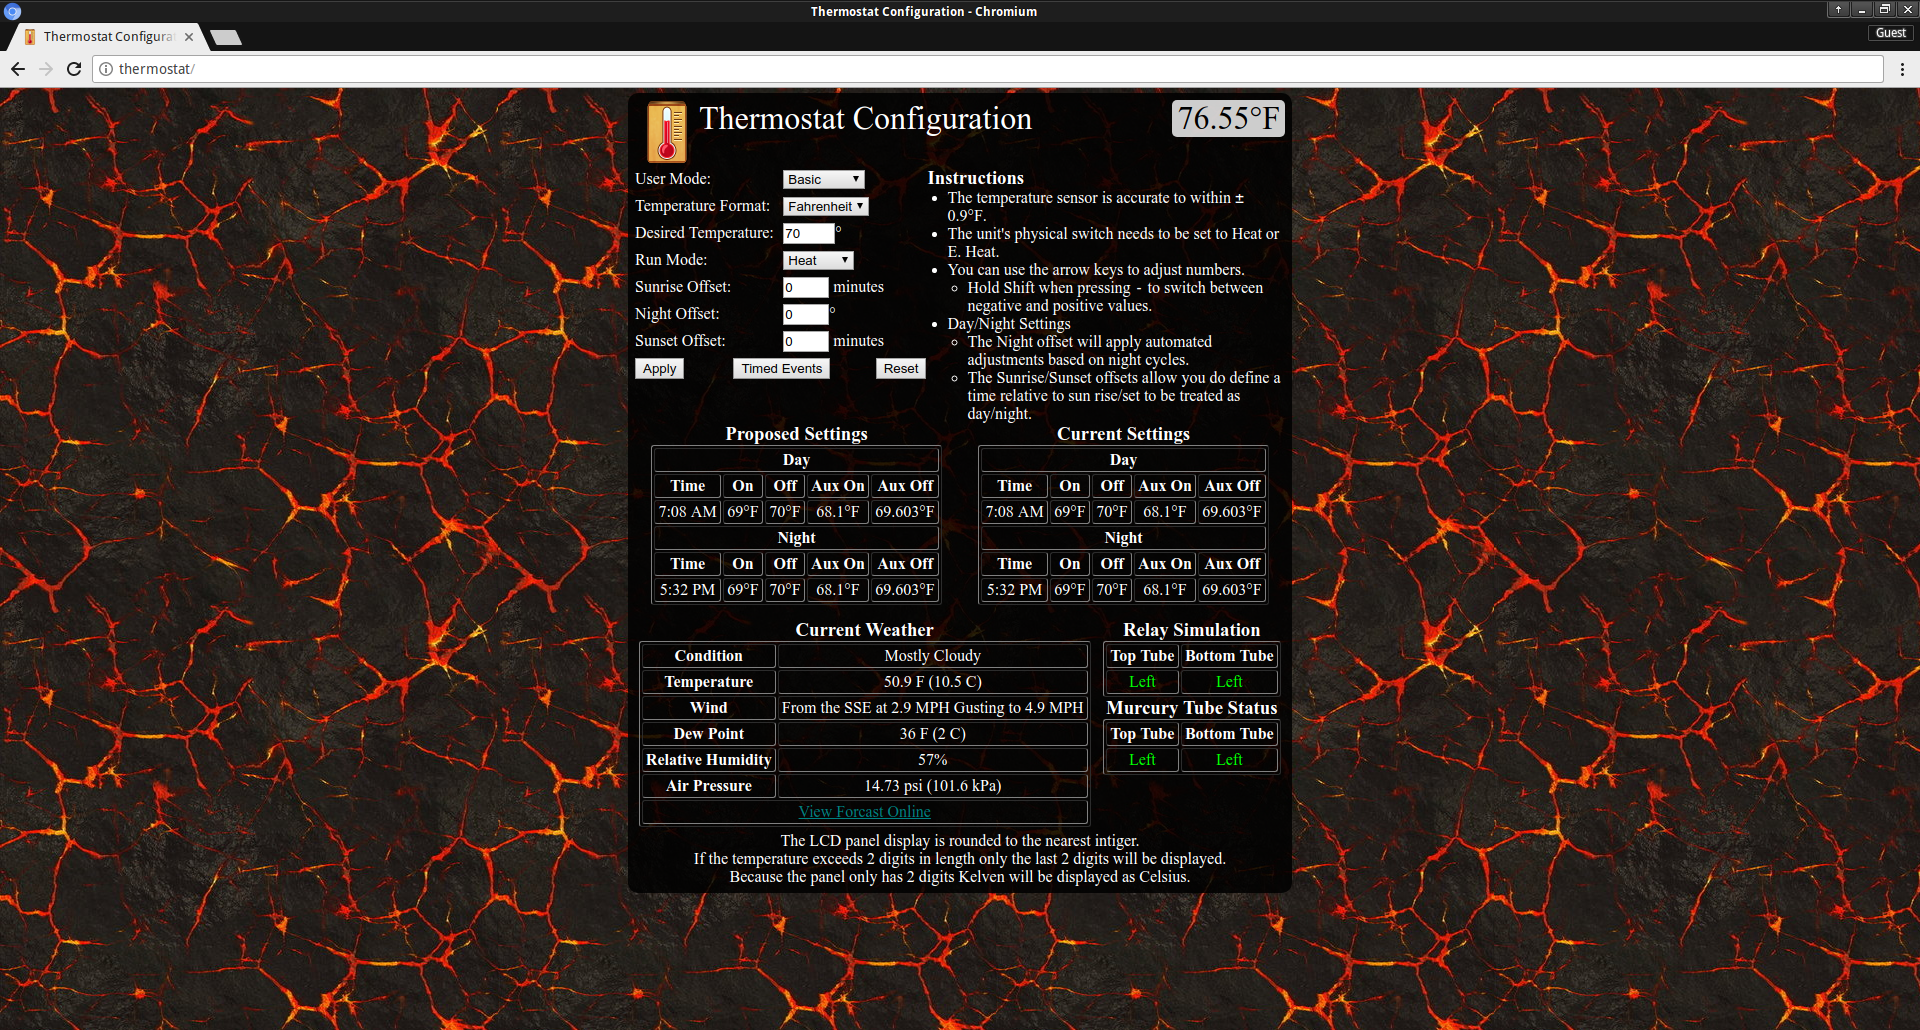 Thermostat Configuration - Chromium
Thermostat Configura
Guest
thermostat/
Thermostat Configuration
76.55°F
User Mode: Basic
Temperature Format: Fahrenheit
Desired Temperature: 70 °
Run Mode: Heat
Sunrise Offset: 0 minutes
Night Offset: 0 °
Sunset Offset: 0 minutes
Apply Timed Events Reset
Instructions
• The temperature sensor is accurate to within ±
0.9°F.
• The unit's physical switch needs to be set to Heat or
E. Heat.
• You can use the arrow keys to adjust numbers.
◦ Hold Shift when pressing - to switch between
negative and positive values.
• Day/Night Settings
◦ The Night offset will apply automated
adjustments based on night cycles.
◦ The Sunrise/Sunset offsets allow you do define a
time relative to sun rise/set to be treated as
day/night.
Proposed Settings
Day
Time On Off Aux On Aux Off
7:08 AM 69°F 70°F 68.1°F 69.603°F
Night
Time On Off Aux On Aux Off
5:32 PM 69°F 70°F 68.1°F 69.603°F
Current Settings
Day
Time On Off Aux On Aux Off
7:08 AM 69°F 70°F 68.1°F 69.603°F
Night
Time On Off Aux On Aux Off
5:32 PM 69°F 70°F 68.1°F 69.603°F
Current Weather
Condition Mostly Cloudy
Temperature 50.9 F (10.5 C)
Wind From the SSE at 2.9 MPH Gusting to 4.9 MPH
Dew Point 36 F (2 C)
Relative Humidity 57%
Air Pressure 14.73 psi (101.6 kPa)
View Forcast Online
Relay Simulation
Top Tube Bottom Tube
Left Left
Murcury Tube Status
Top Tube Bottom Tube
Left Left
The LCD panel display is rounded to the nearest intiger.
If the temperature exceeds 2 digits in length only the last 2 digits will be displayed.
Because the panel only has 2 digits Kelven will be displayed as Celsius.